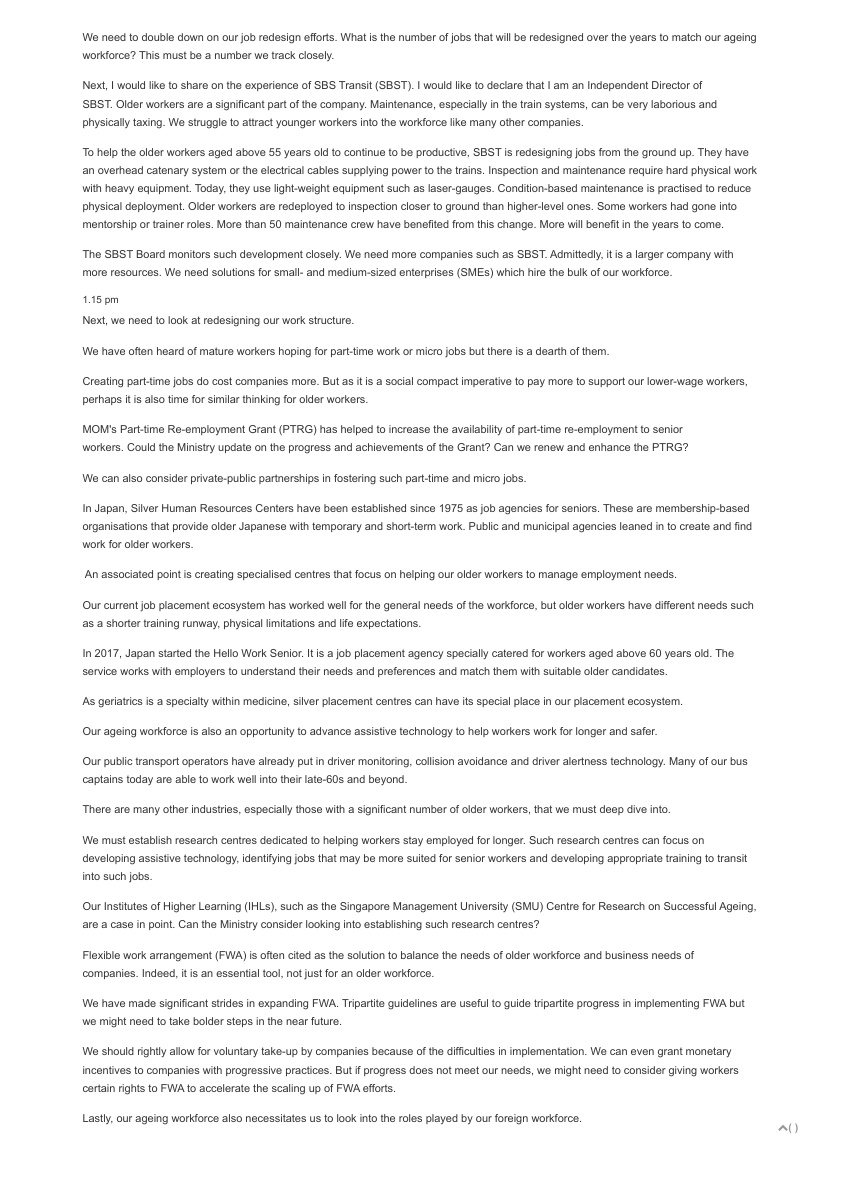 We need to double down on our job redesign efforts. What is the number of jobs that will be redesigned over the years to match our ageing
workforce? This must be a number we track closely.
Next, I would like to share on the experience of SBS Transit (SBST). I would like to declare that I am an Independent Director of
SBST. Older workers are a significant part of the company. Maintenance, especially in the train systems, can be very laborious and
physically taxing. We struggle to attract younger workers into the workforce like many other companies.
To help the older workers aged above 55 years old to continue to be productive, SBST is redesigning jobs from the ground up. They have
an overhead catenary system or the electrical cables supplying power to the trains. Inspection and maintenance require hard physical work
with heavy equipment. Today, they use light-weight equipment such as laser-gauges. Condition-based maintenance is practised to reduce
physical deployment. Older workers are redeployed to inspection closer to ground than higher-level ones. Some workers had gone into
mentorship or trainer roles. More than 50 maintenance crew have benefited from this change. More will benefit in the years to come.
The SBST Board monitors such development closely. We need more companies such as SBST. Admittedly, it is a larger company with
more resources. We need solutions for small- and medium-sized enterprises (SMEs) which hire the bulk of our workforce.
1.15 pm
Next, we need to look at redesigning our work structure.
We have often heard of mature workers hoping for part-time work or micro jobs but there is a dearth of them.
Creating part-time jobs do cost companies more. But as it is a social compact imperative to pay more to support our lower-wage workers,
perhaps it is also time for similar thinking for older workers.
MOM's Part-time Re-employment Grant (PTRG) has helped to increase the availability of part-time re-employment to senior
workers. Could the Ministry update on the progress and achievements of the Grant? Can we renew and enhance the PTRG?
We can also consider private-public partnerships in fostering such part-time and micro jobs.
In Japan, Silver Human Resources Centers have been established since 1975 as job agencies for seniors. These are membership-based
organisations that provide older Japanese with temporary and short-term work. Public and municipal agencies leaned in to create and find
work for older workers.
An associated point is creating specialised centres that focus on helping our older workers to manage employment needs.
Our current job placement ecosystem has worked well for the general needs of the workforce, but older workers have different needs such
as a shorter training runway, physical limitations and life expectations.
In 2017, Japan started the Hello Work Senior. It is a job placement agency specially catered for workers aged above 60 years old. The
service works with employers to understand their needs and preferences and match them with suitable older candidates.
As geriatrics is a specialty within medicine, silver placement centres can have its special place in our placement ecosystem.
Our ageing workforce is also an opportunity to advance assistive technology to help workers work for longer and safer.
Our public transport operators have already put in driver monitoring, collision avoidance and driver alertness technology. Many of our bus
captains today are able to work well into their late-60s and beyond.
There are many other industries, especially those with a significant number of older workers, that we must deep dive into.
We must establish research centres dedicated to helping workers stay employed for longer. Such research centres can focus on
developing assistive technology, identifying jobs that may be more suited for senior workers and developing appropriate training to transit
into such jobs.
Our Institutes of Higher Learning (IHLs), such as the Singapore Management University (SMU) Centre for Research on Successful Ageing,
are a case in point. Can the Ministry consider looking into establishing such research centres?
Flexible work arrangement (FWA) is often cited as the solution to balance the needs of older workforce and business needs of
companies. Indeed, it is an essential tool, not just for an older workforce.
We have made significant strides in expanding FWA. Tripartite guidelines are useful to guide tripartite progress in implementing FWA but
we might need to take bolder steps in the near future.
We should rightly allow for voluntary take-up by companies because of the difficulties in implementation. We can even grant monetary
incentives to companies with progressive practices. But if progress does not meet our needs, we might need to consider giving workers
certain rights to FWA to accelerate the scaling up of FWA efforts.
Lastly, our ageing workforce also necessitates us to look into the roles played by our foreign workforce.
( )